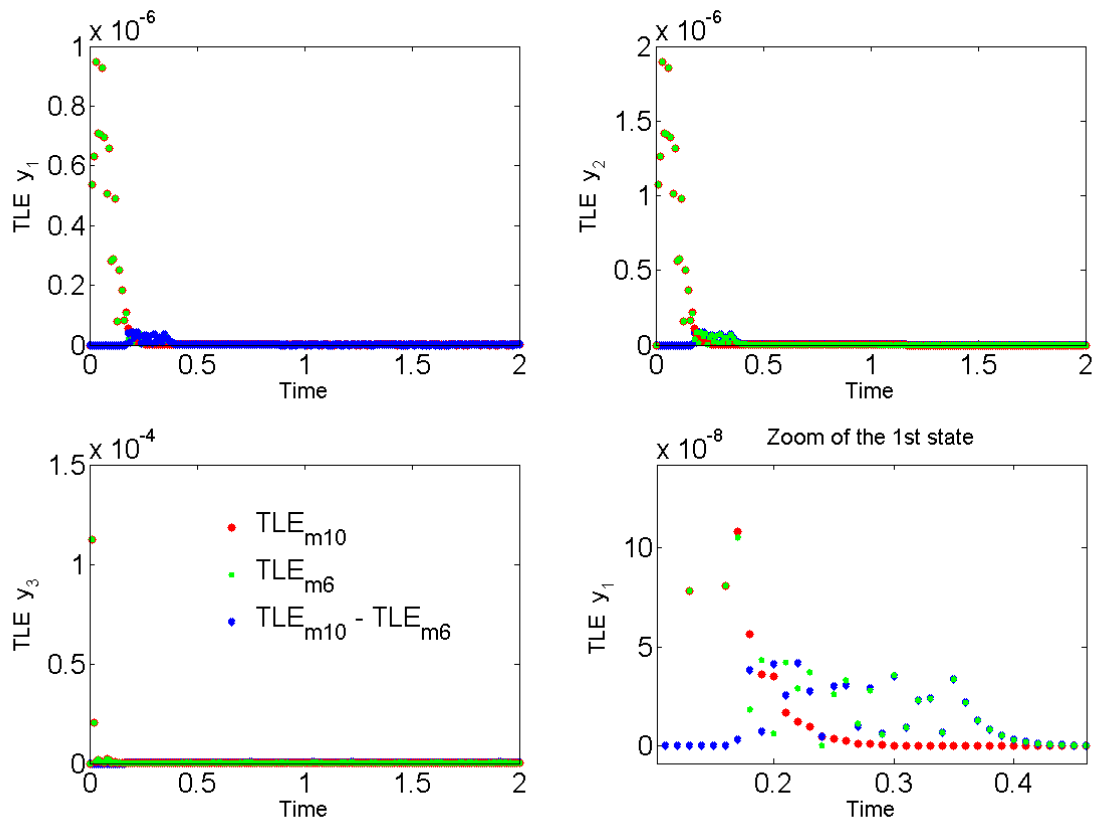 x 10-6
1
0.8
0.6
0.4
0.2
0
0 0.5 1 1.5 2
TLE y1
Time
x 10-6
2
1.5
1
0.5
0
0 0.5 1 1.5 2
TLE y2
Time
x 10-4
1.5
1
0.5
0
0 0.5 1 1.5 2
TLE y3
Time
TLEm10
TLEm6
TLEm10 - TLEm6
x 10-8
Zoom of the 1st state
10
5
0
0.2 0.3 0.4
TLE y1
Time